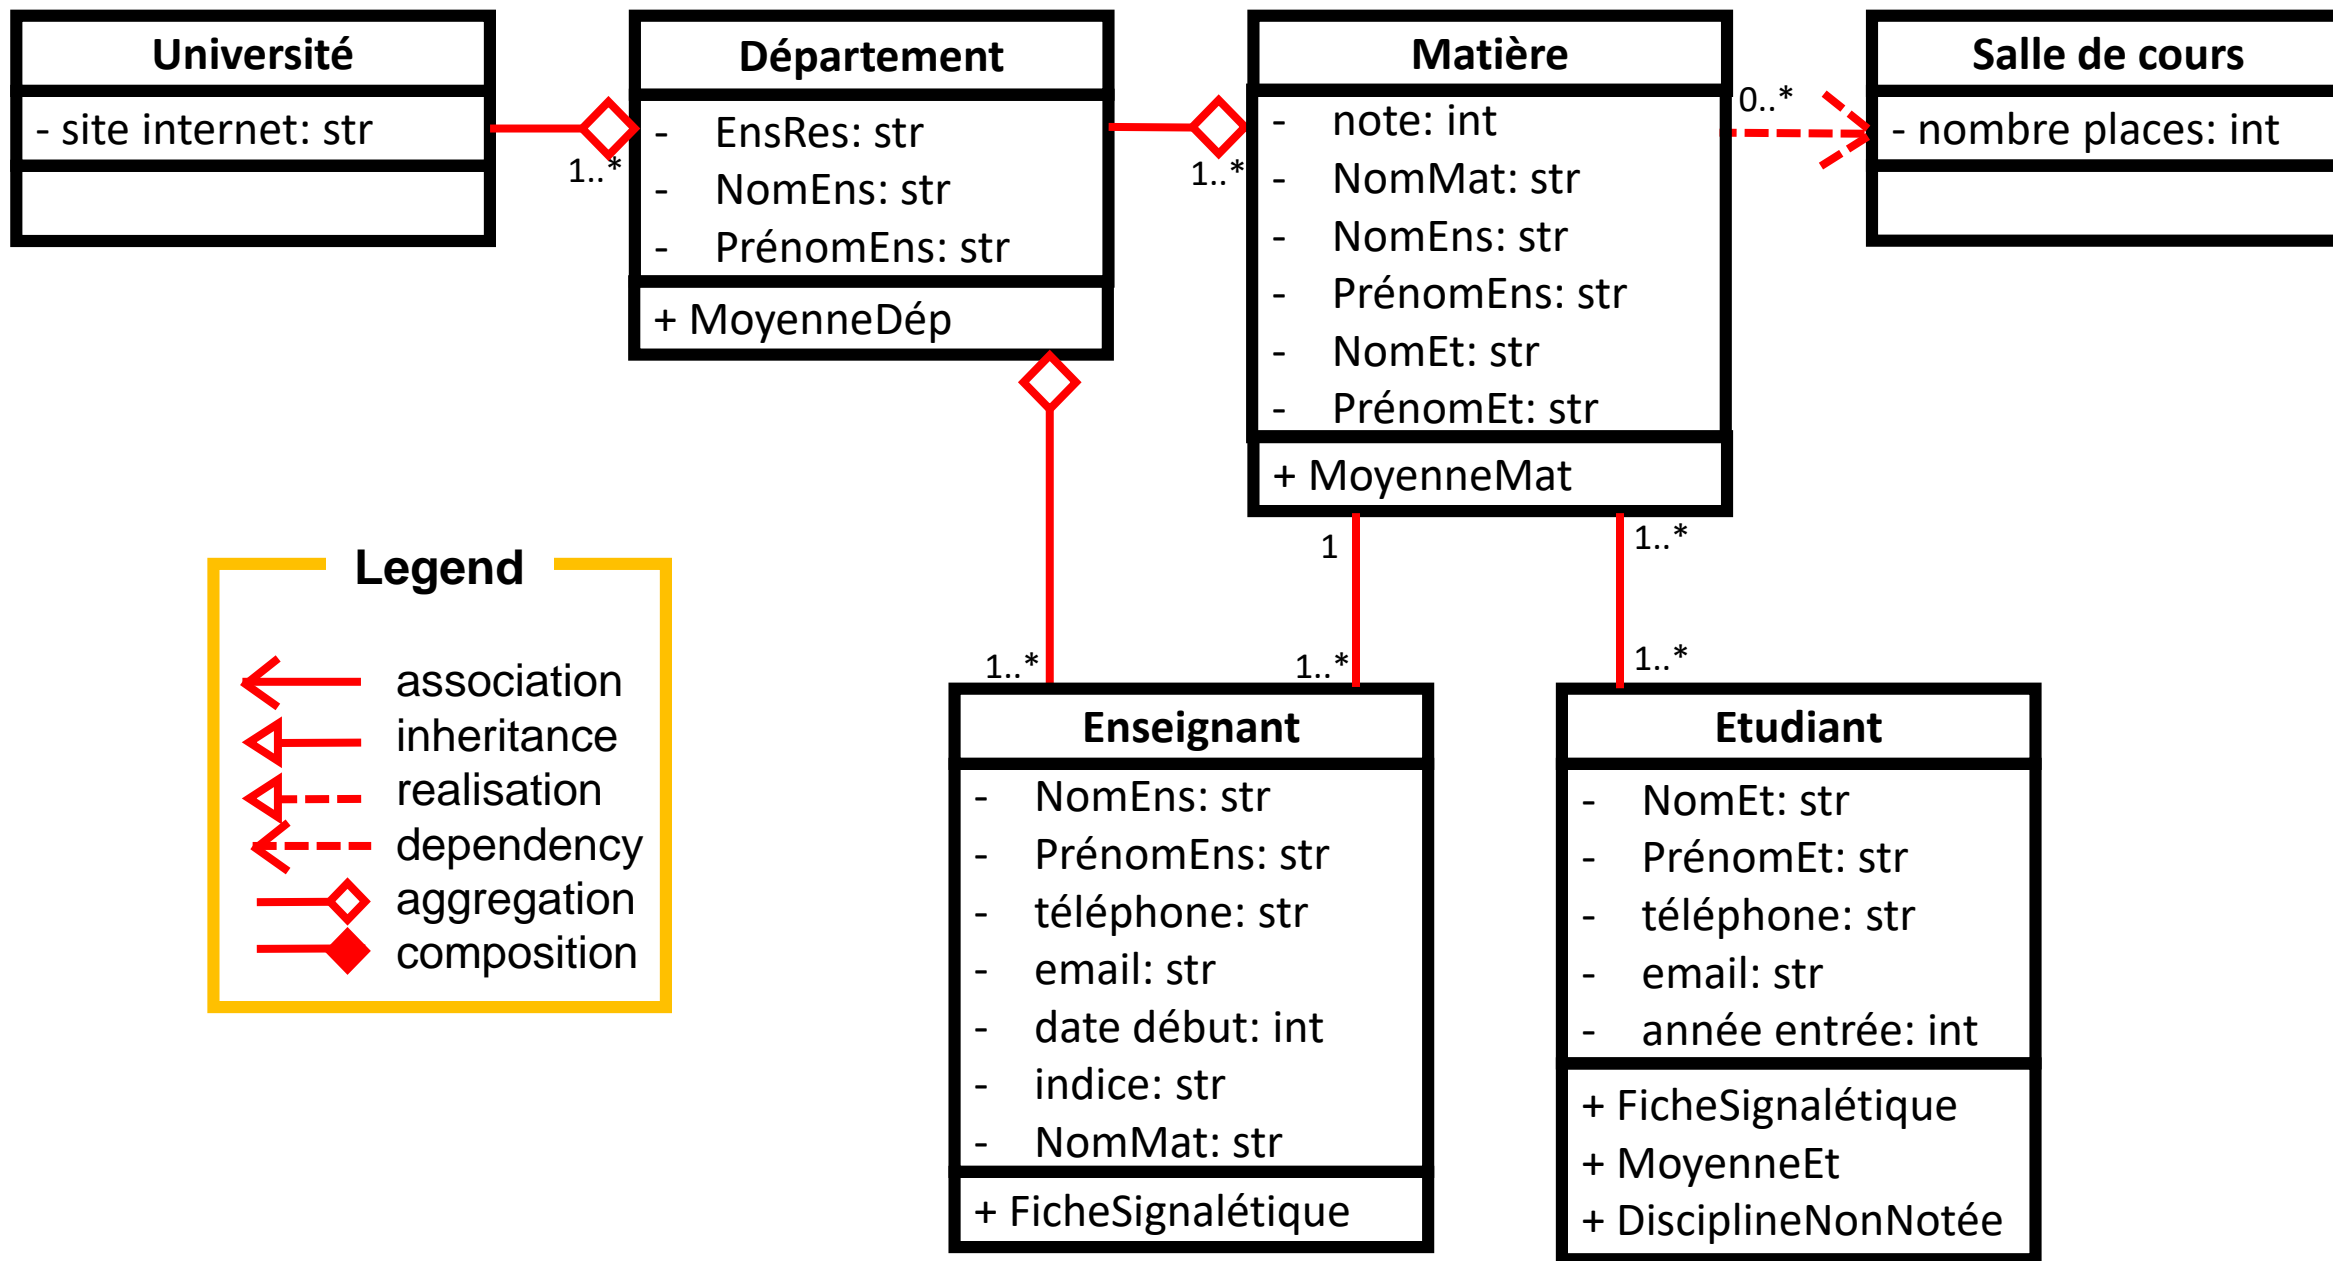 Université
- site internet: str
1..*
Département
- EnsRes: str
- NomEns: str
- PrénomEns: str
+ MoyenneDép
1..*
Matière
- note: int
- NomMat: str
- NomEns: str
- PrénomEns: str
- NomEt: str
- PrénomEt: str
+ MoyenneMat
0..*
Salle de cours
- nombre places: int
1
1..*
1..*
1..*
1..*
Legend
association
inheritance
realisation
dependency
aggregation
composition
Enseignant
- NomEns: str
- PrénomEns: str
- téléphone: str
- email: str
- date début: int
- indice: str
- NomMat: str
+ FicheSignalétique
Etudiant
- NomEt: str
- PrénomEt: str
- téléphone: str
- email: str
- année entrée: int
+ FicheSignalétique
+ MoyenneEt
+ DisciplineNonNotée